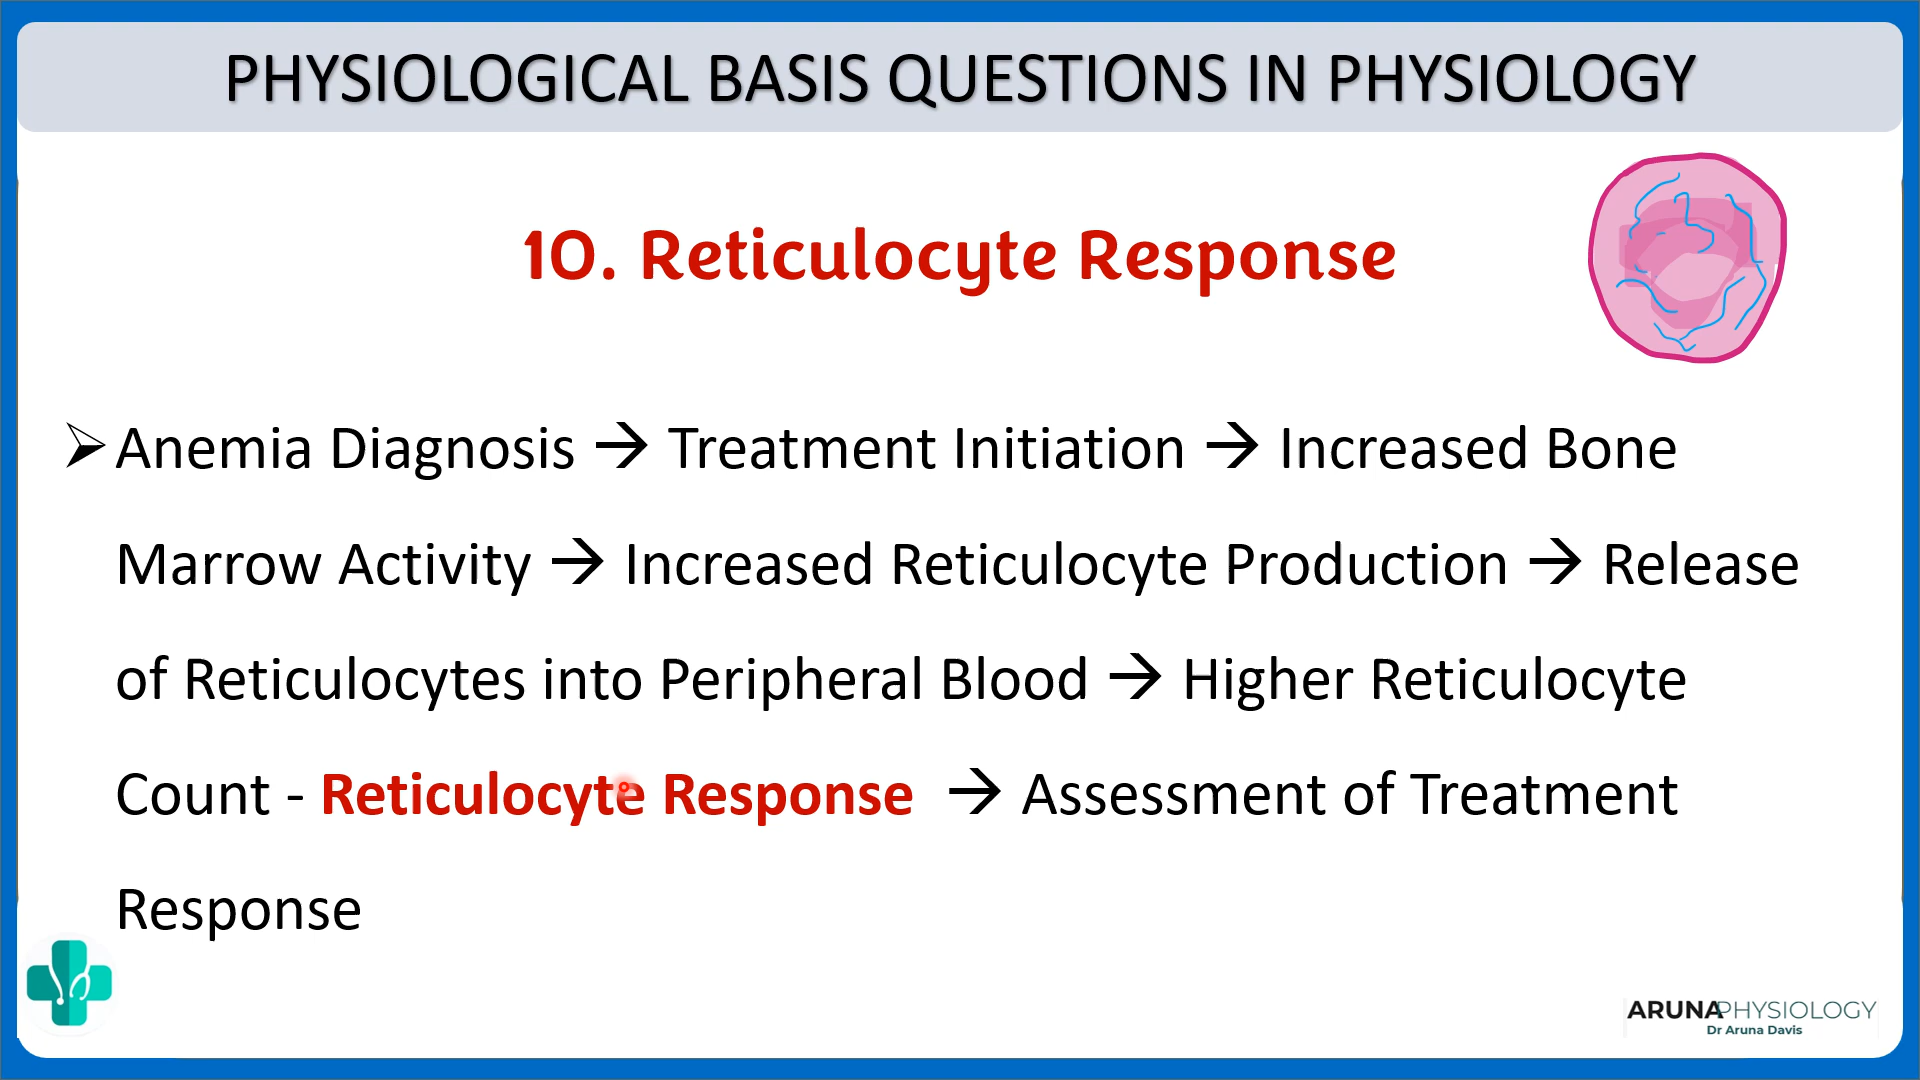 PHYSIOLOGICAL BASIS QUESTIONS IN PHYSIOLOGY
10. Reticulocyte Response
➢ Anemia Diagnosis → Treatment Initiation → Increased Bone
Marrow Activity → Increased Reticulocyte Production → Release
of Reticulocytes into Peripheral Blood → Higher Reticulocyte
Count - Reticulocyte Response → Assessment of Treatment
Response
ARUNAPHYSIOLOGY
Dr Aruna Davis